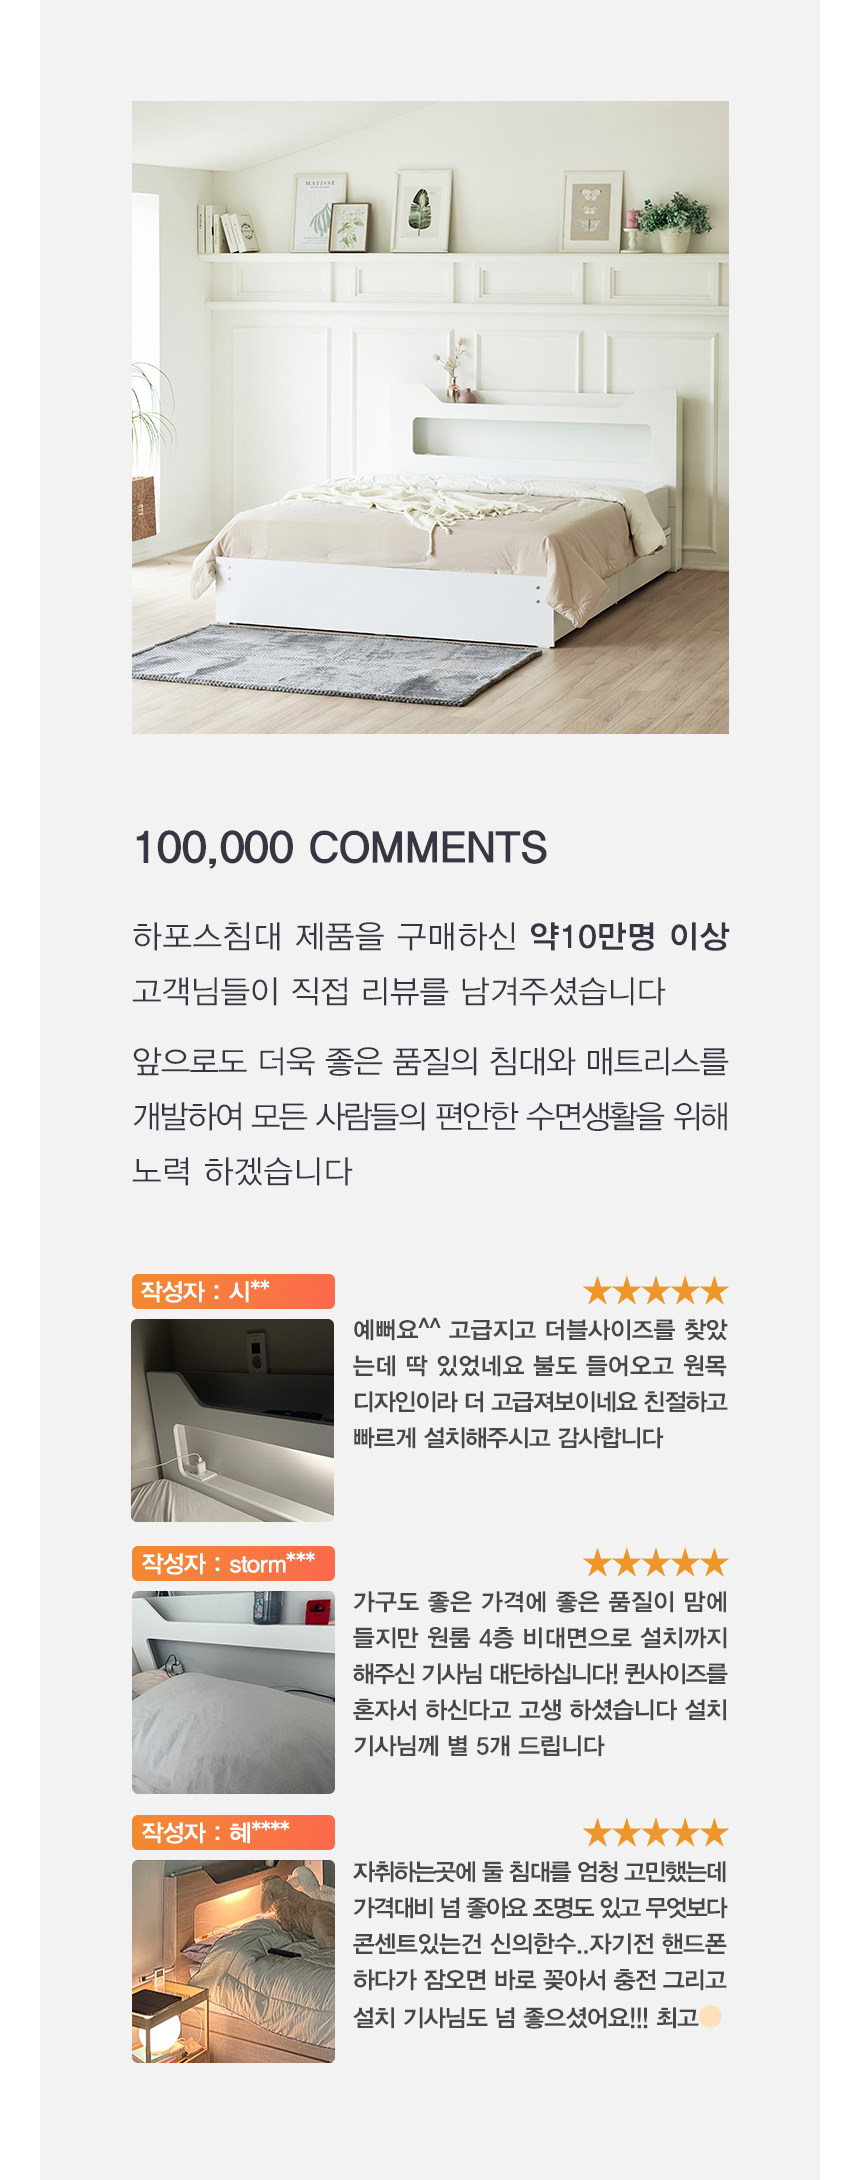 MATISSE
100,000 COMMENTS
하포스침대 제품을 구매하신 약10만명 이상
고객님들이 직접 리뷰를 남겨주셨습니다
앞으로도 더욱 좋은 품질의 침대와 매트리스를
개발하여 모든 사람들의 편안한 수면생활을 위해
노력 하겠습니다
작성자 : 시**
★★★★★
예뻐요^^ 고급지고 더블사이즈를 찾았
는데 딱 있었네요 불도 들어오고 원목
디자인이라 더 고급져보이네요 친절하고
빠르게 설치해주시고 감사합니다
작성자 : storm***
★★★★★
가구도 좋은 가격에 좋은 품질이 맘에
들지만 원룸 4층 비대면으로 설치까지
해주신 기사님 대단하십니다! 퀸사이즈를
혼자서 하신다고 고생 하셨습니다 설치
기사님께 별 5개 드립니다
작성자 : 헤****
★★★★★
자취하는곳에 둘 침대를 엄청 고민했는데
가격대비 넘 좋아요 조명도 있고 무엇보다
콘센트있는건 신의한수..자기전 핸드폰
하다가 잠오면 바로 꽂아서 충전 그리고
설치 기사님도 넘 좋으셨어요!!! 최고